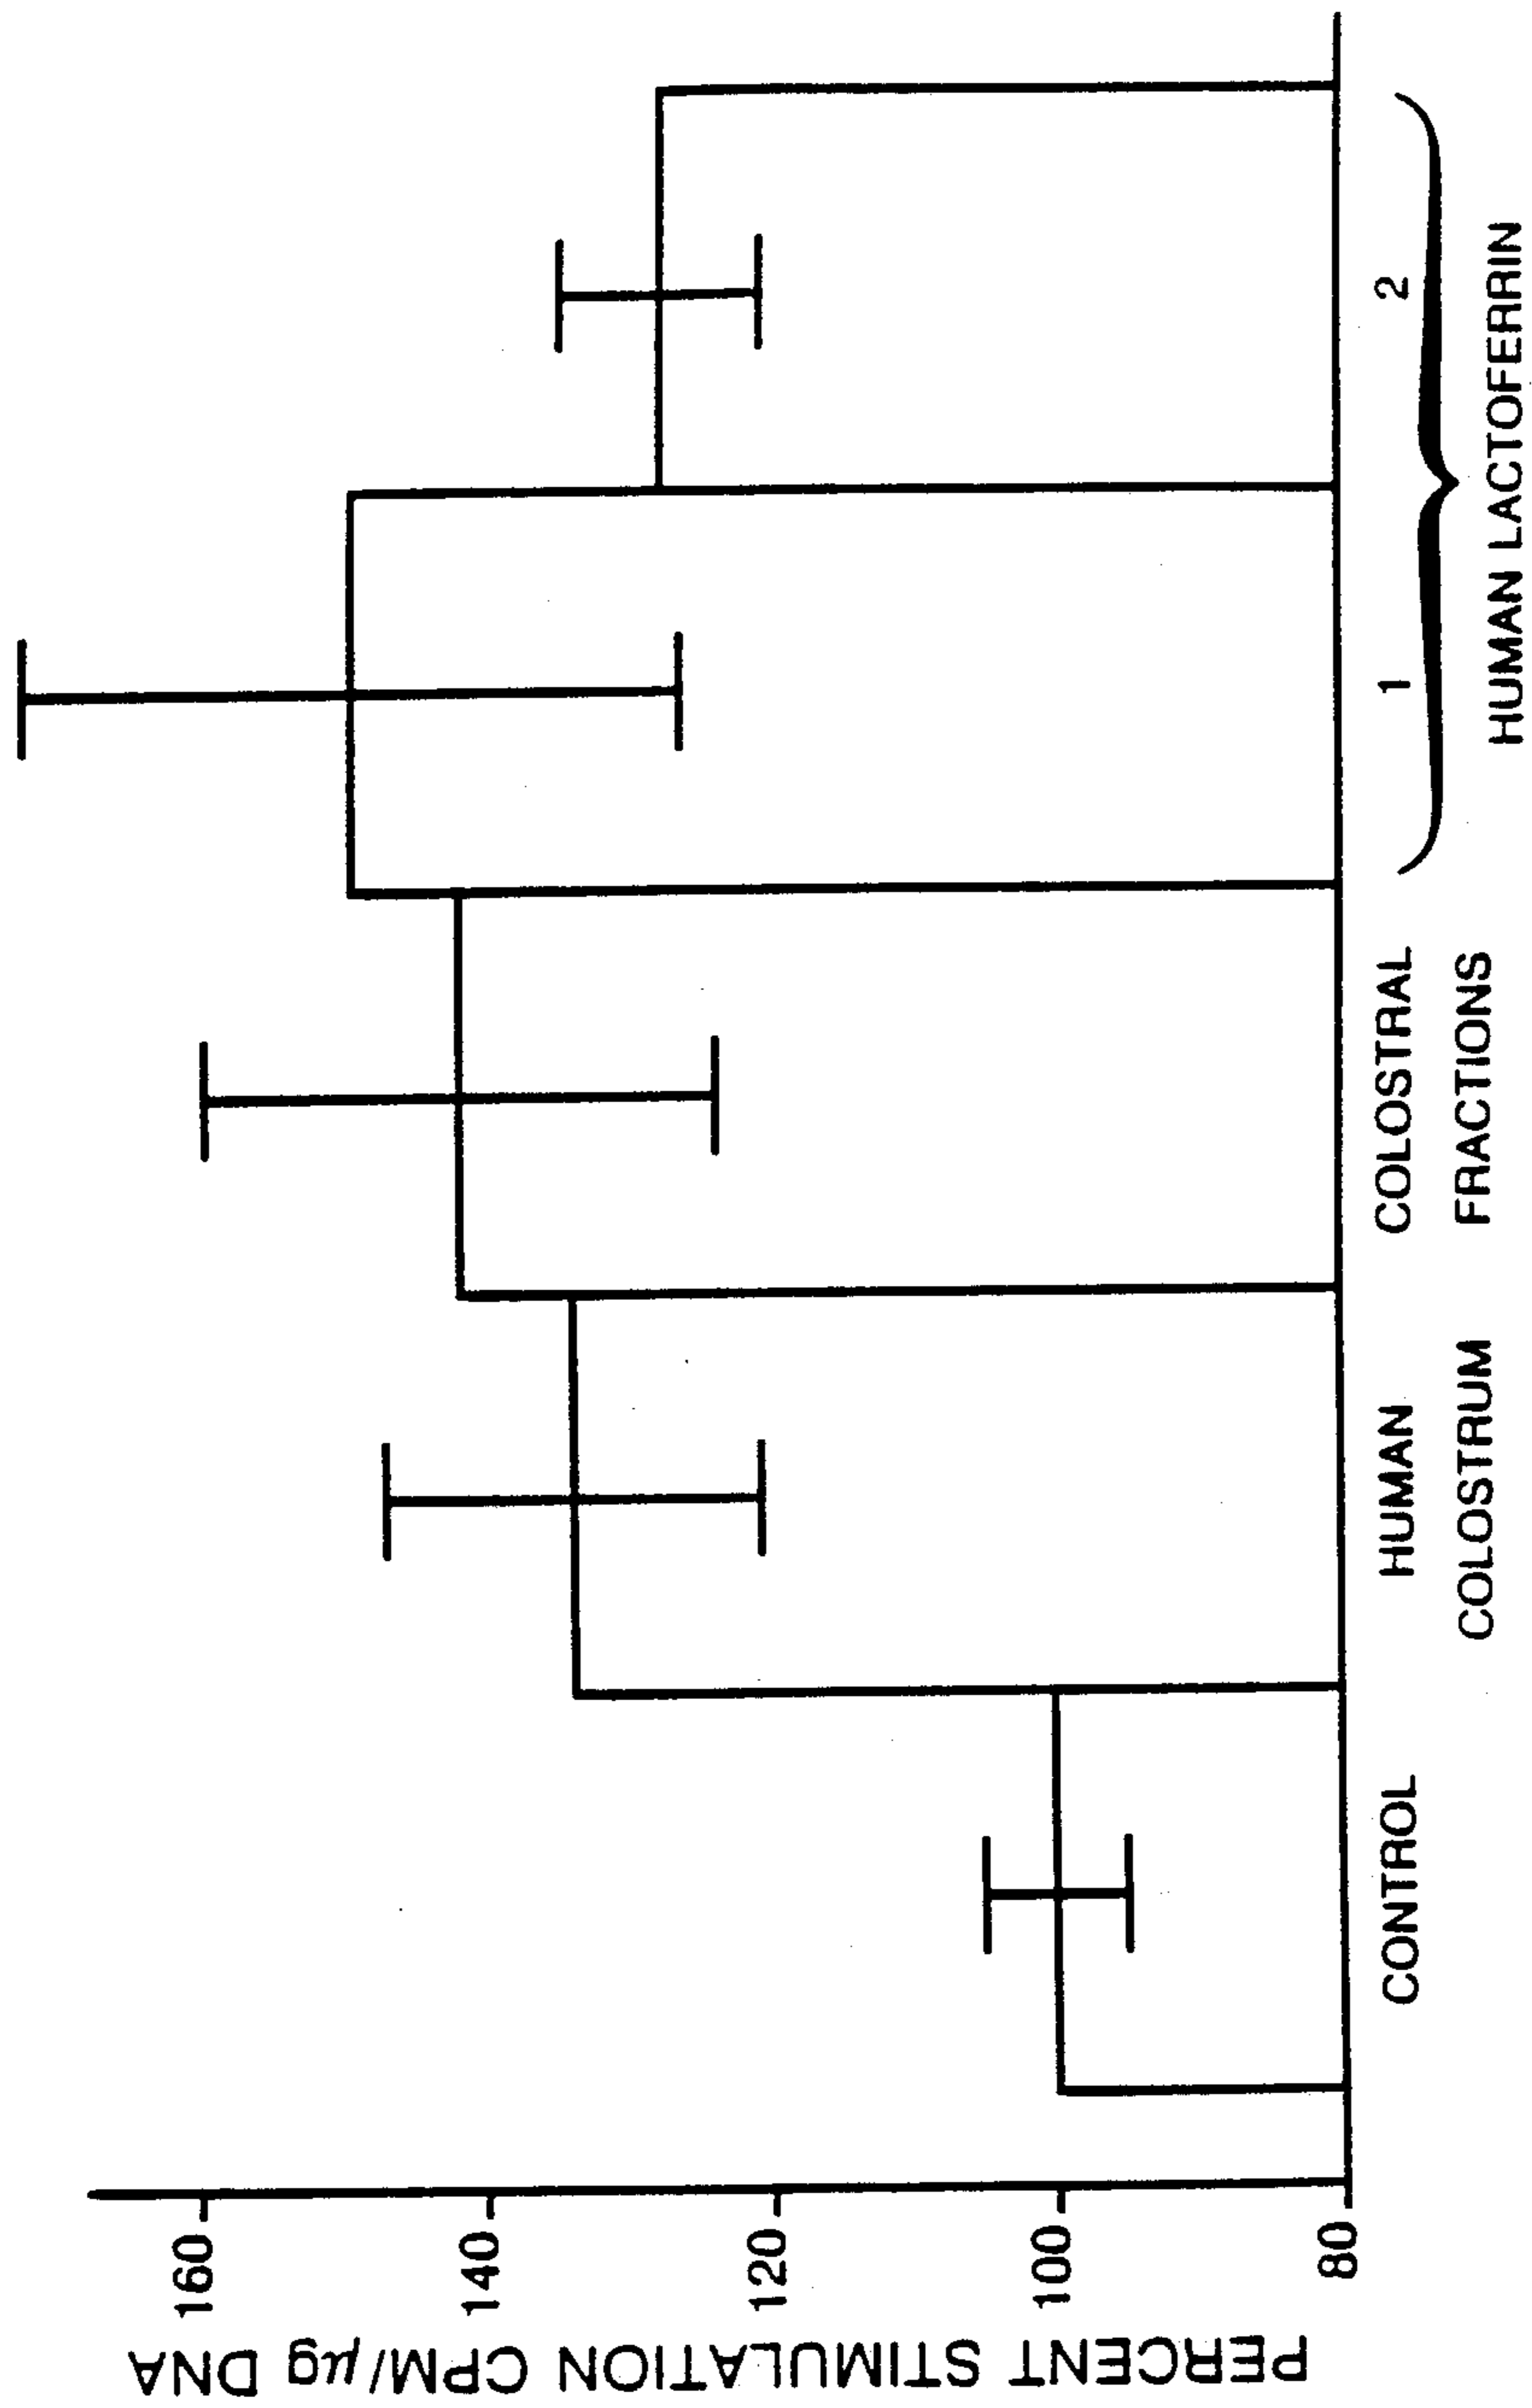 PERCENT STIMULATION CPM/µg DNA
160
140
120
100
80
CONTROL
HUMAN
COLOSTRUM
COLOSTRAL
FRACTIONS
1
2
HUMAN LACTOFERRIN